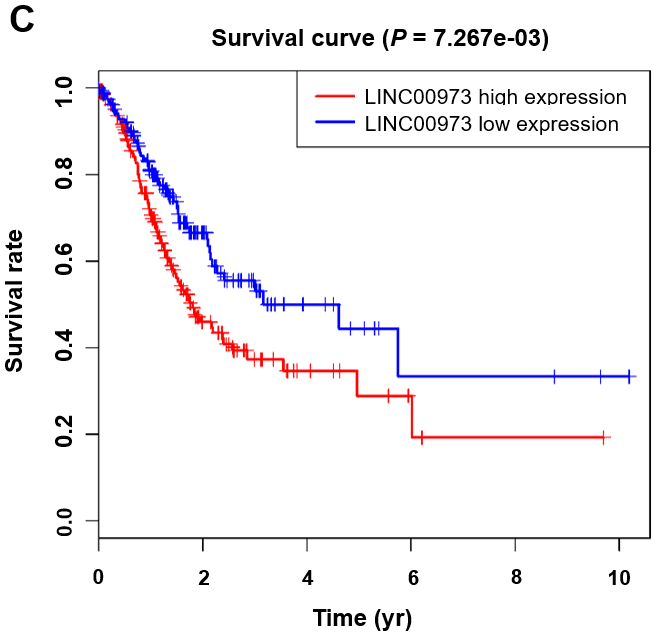 C
Survival curve (P = 7.267e-03)
LINC00973 high expression
LINC00973 low expression
Survival rate
1.0
0.8
0.6
0.4
0.2
0.0
0 2 4 6 8 10
Time (yr)